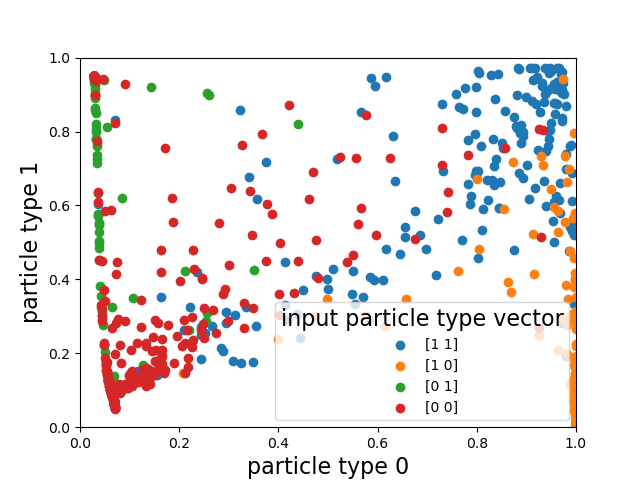 1.0
0.8
0.6
0.4
0.2
0.0
particle type 1
input particle type vector
[1 1]
[1 0]
[0 1]
[0 0]
0.0 0.2 0.4 0.6 0.8 1.0
particle type 0